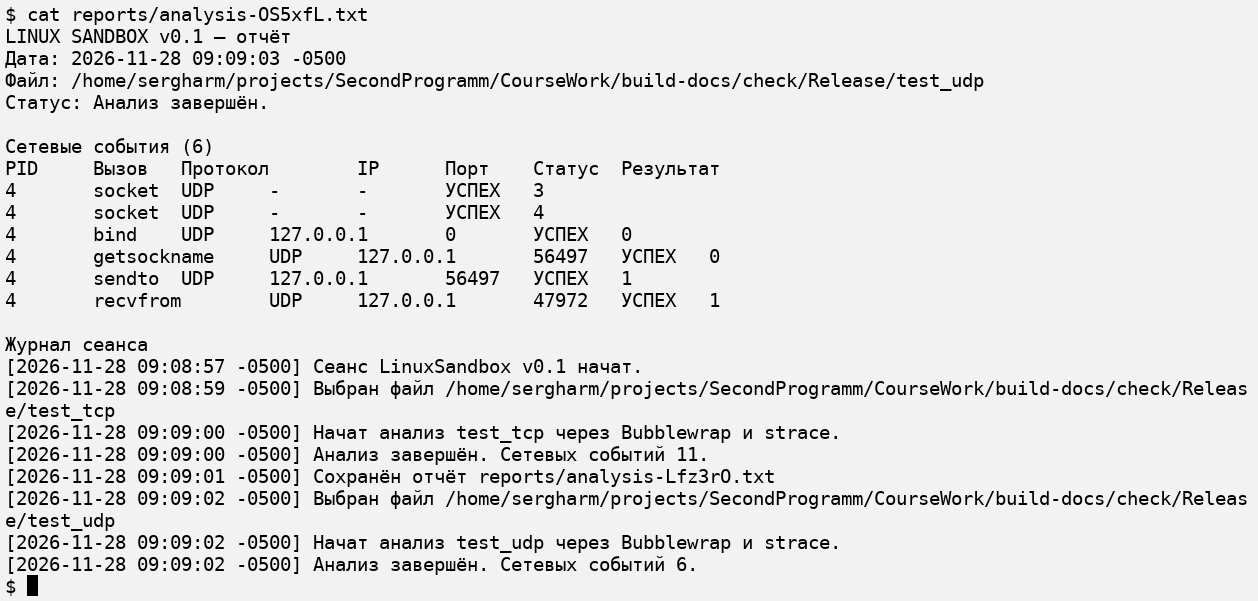 $ cat reports/analysis-OS5xfL.txt
LINUX SANDBOX v0.1 — отчёт
Дата: 2026-11-28 09:09:03 -0500
Файл: /home/sergharm/projects/SecondProgramm/CourseWork/build-docs/check/Release/test_udp
Статус: Анализ завершён.

Сетевые события (6)
PID     Вызов   Протокол        IP      Порт    Статус  Результат
4       socket  UDP     -       -       УСПЕХ   3
4       socket  UDP     -       -       УСПЕХ   4
4       bind    UDP     127.0.0.1       0       УСПЕХ   0
4       getsockname     UDP     127.0.0.1       56497   УСПЕХ   0
4       sendto  UDP     127.0.0.1       56497   УСПЕХ   1
4       recvfrom        UDP     127.0.0.1       47972   УСПЕХ   1

Журнал сеанса
[2026-11-28 09:08:57 -0500] Сеанс LinuxSandbox v0.1 начат.
[2026-11-28 09:08:59 -0500] Выбран файл /home/sergharm/projects/SecondProgramm/CourseWork/build-docs/check/Releas
e/test_tcp
[2026-11-28 09:09:00 -0500] Начат анализ test_tcp через Bubblewrap и strace.
[2026-11-28 09:09:00 -0500] Анализ завершён. Сетевых событий 11.
[2026-11-28 09:09:01 -0500] Сохранён отчёт reports/analysis-Lfz3rO.txt
[2026-11-28 09:09:02 -0500] Выбран файл /home/sergharm/projects/SecondProgramm/CourseWork/build-docs/check/Releas
e/test_udp
[2026-11-28 09:09:02 -0500] Начат анализ test_udp через Bubblewrap и strace.
[2026-11-28 09:09:02 -0500] Анализ завершён. Сетевых событий 6.
$